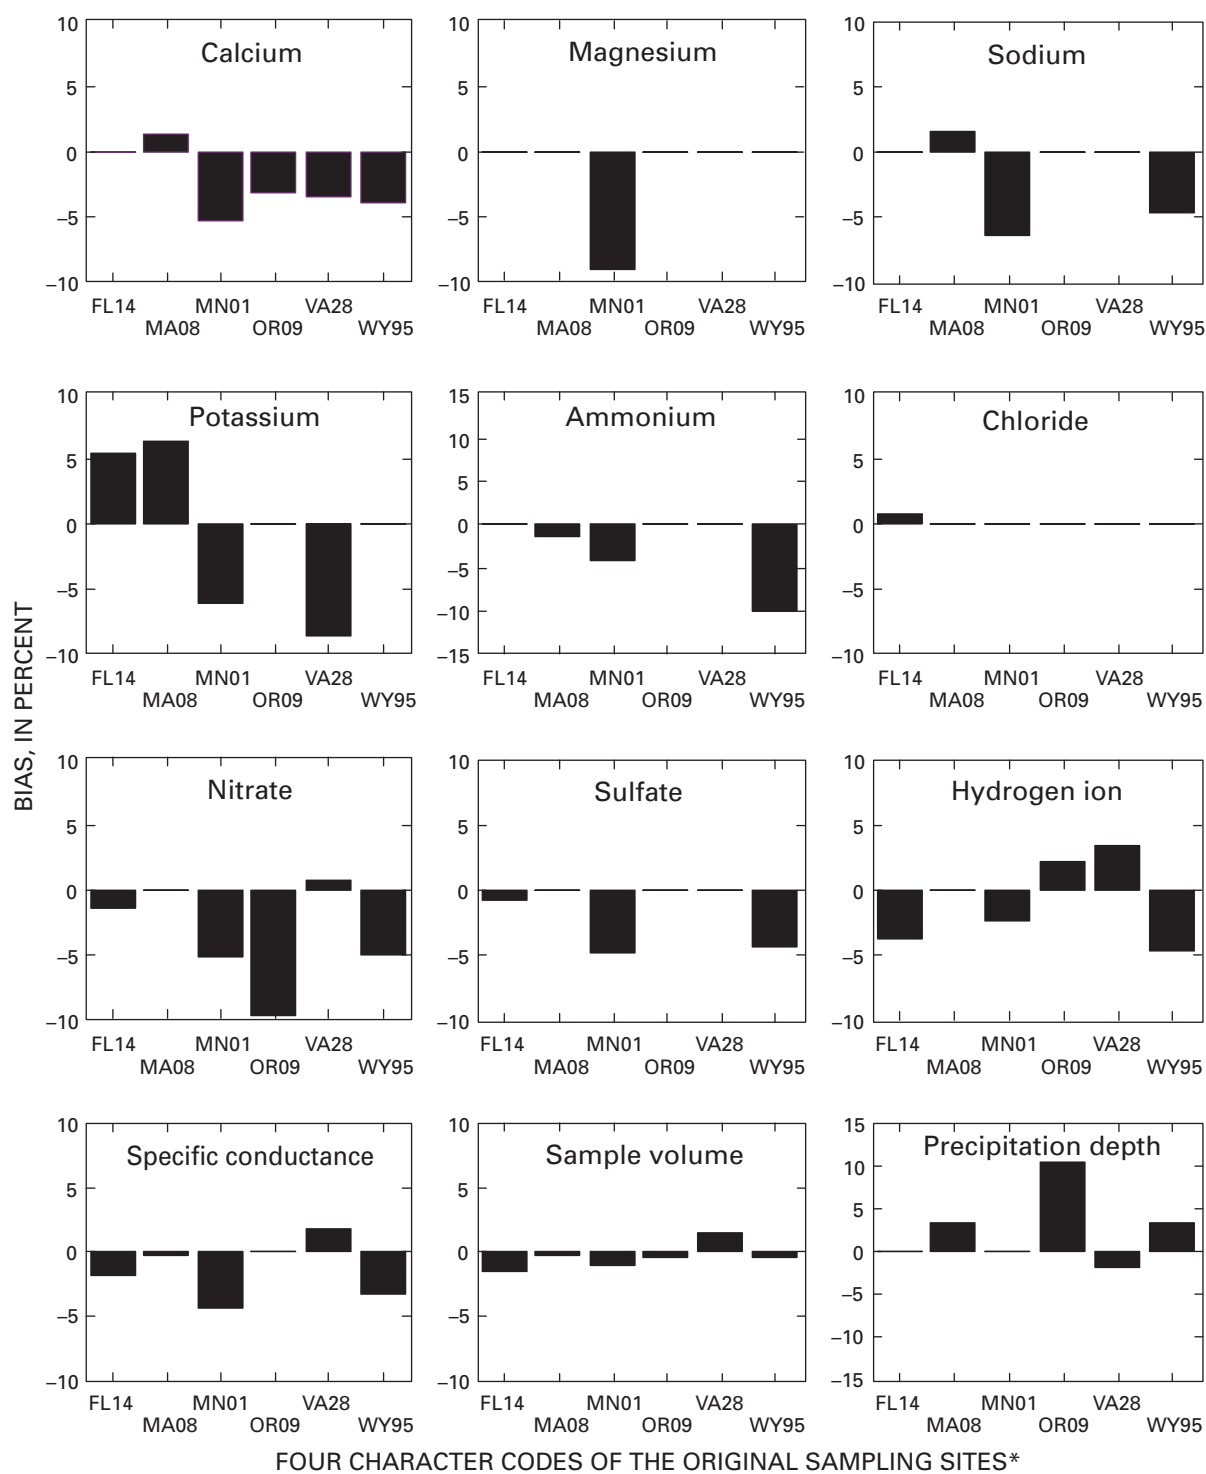 BIAS, IN PERCENT
Calcium
10
5
0
−5
−10
FL14 MN01 VA28
MA08 OR09 WY95
Magnesium
10
5
0
−5
−10
FL14 MN01 VA28
MA08 OR09 WY95
Sodium
10
5
0
−5
−10
FL14 MN01 VA28
MA08 OR09 WY95
Potassium
10
5
0
−5
−10
FL14 MN01 VA28
MA08 OR09 WY95
Ammonium
15
10
5
0
−5
−10
−15
FL14 MN01 VA28
MA08 OR09 WY95
Chloride
10
5
0
−5
−10
FL14 MN01 VA28
MA08 OR09 WY95
Nitrate
10
5
0
−5
−10
FL14 MN01 VA28
MA08 OR09 WY95
Sulfate
10
5
0
−5
−10
FL14 MN01 VA28
MA08 OR09 WY95
Hydrogen ion
10
5
0
−5
−10
FL14 MN01 VA28
MA08 OR09 WY95
Specific conductance
10
5
0
−5
−10
FL14 MN01 VA28
MA08 OR09 WY95
Sample volume
10
5
0
−5
−10
FL14 MN01 VA28
MA08 OR09 WY95
Precipitation depth
15
10
5
0
−5
−10
−15
FL14 MN01 VA28
MA08 OR09 WY95
FOUR CHARACTER CODES OF THE ORIGINAL SAMPLING SITES*